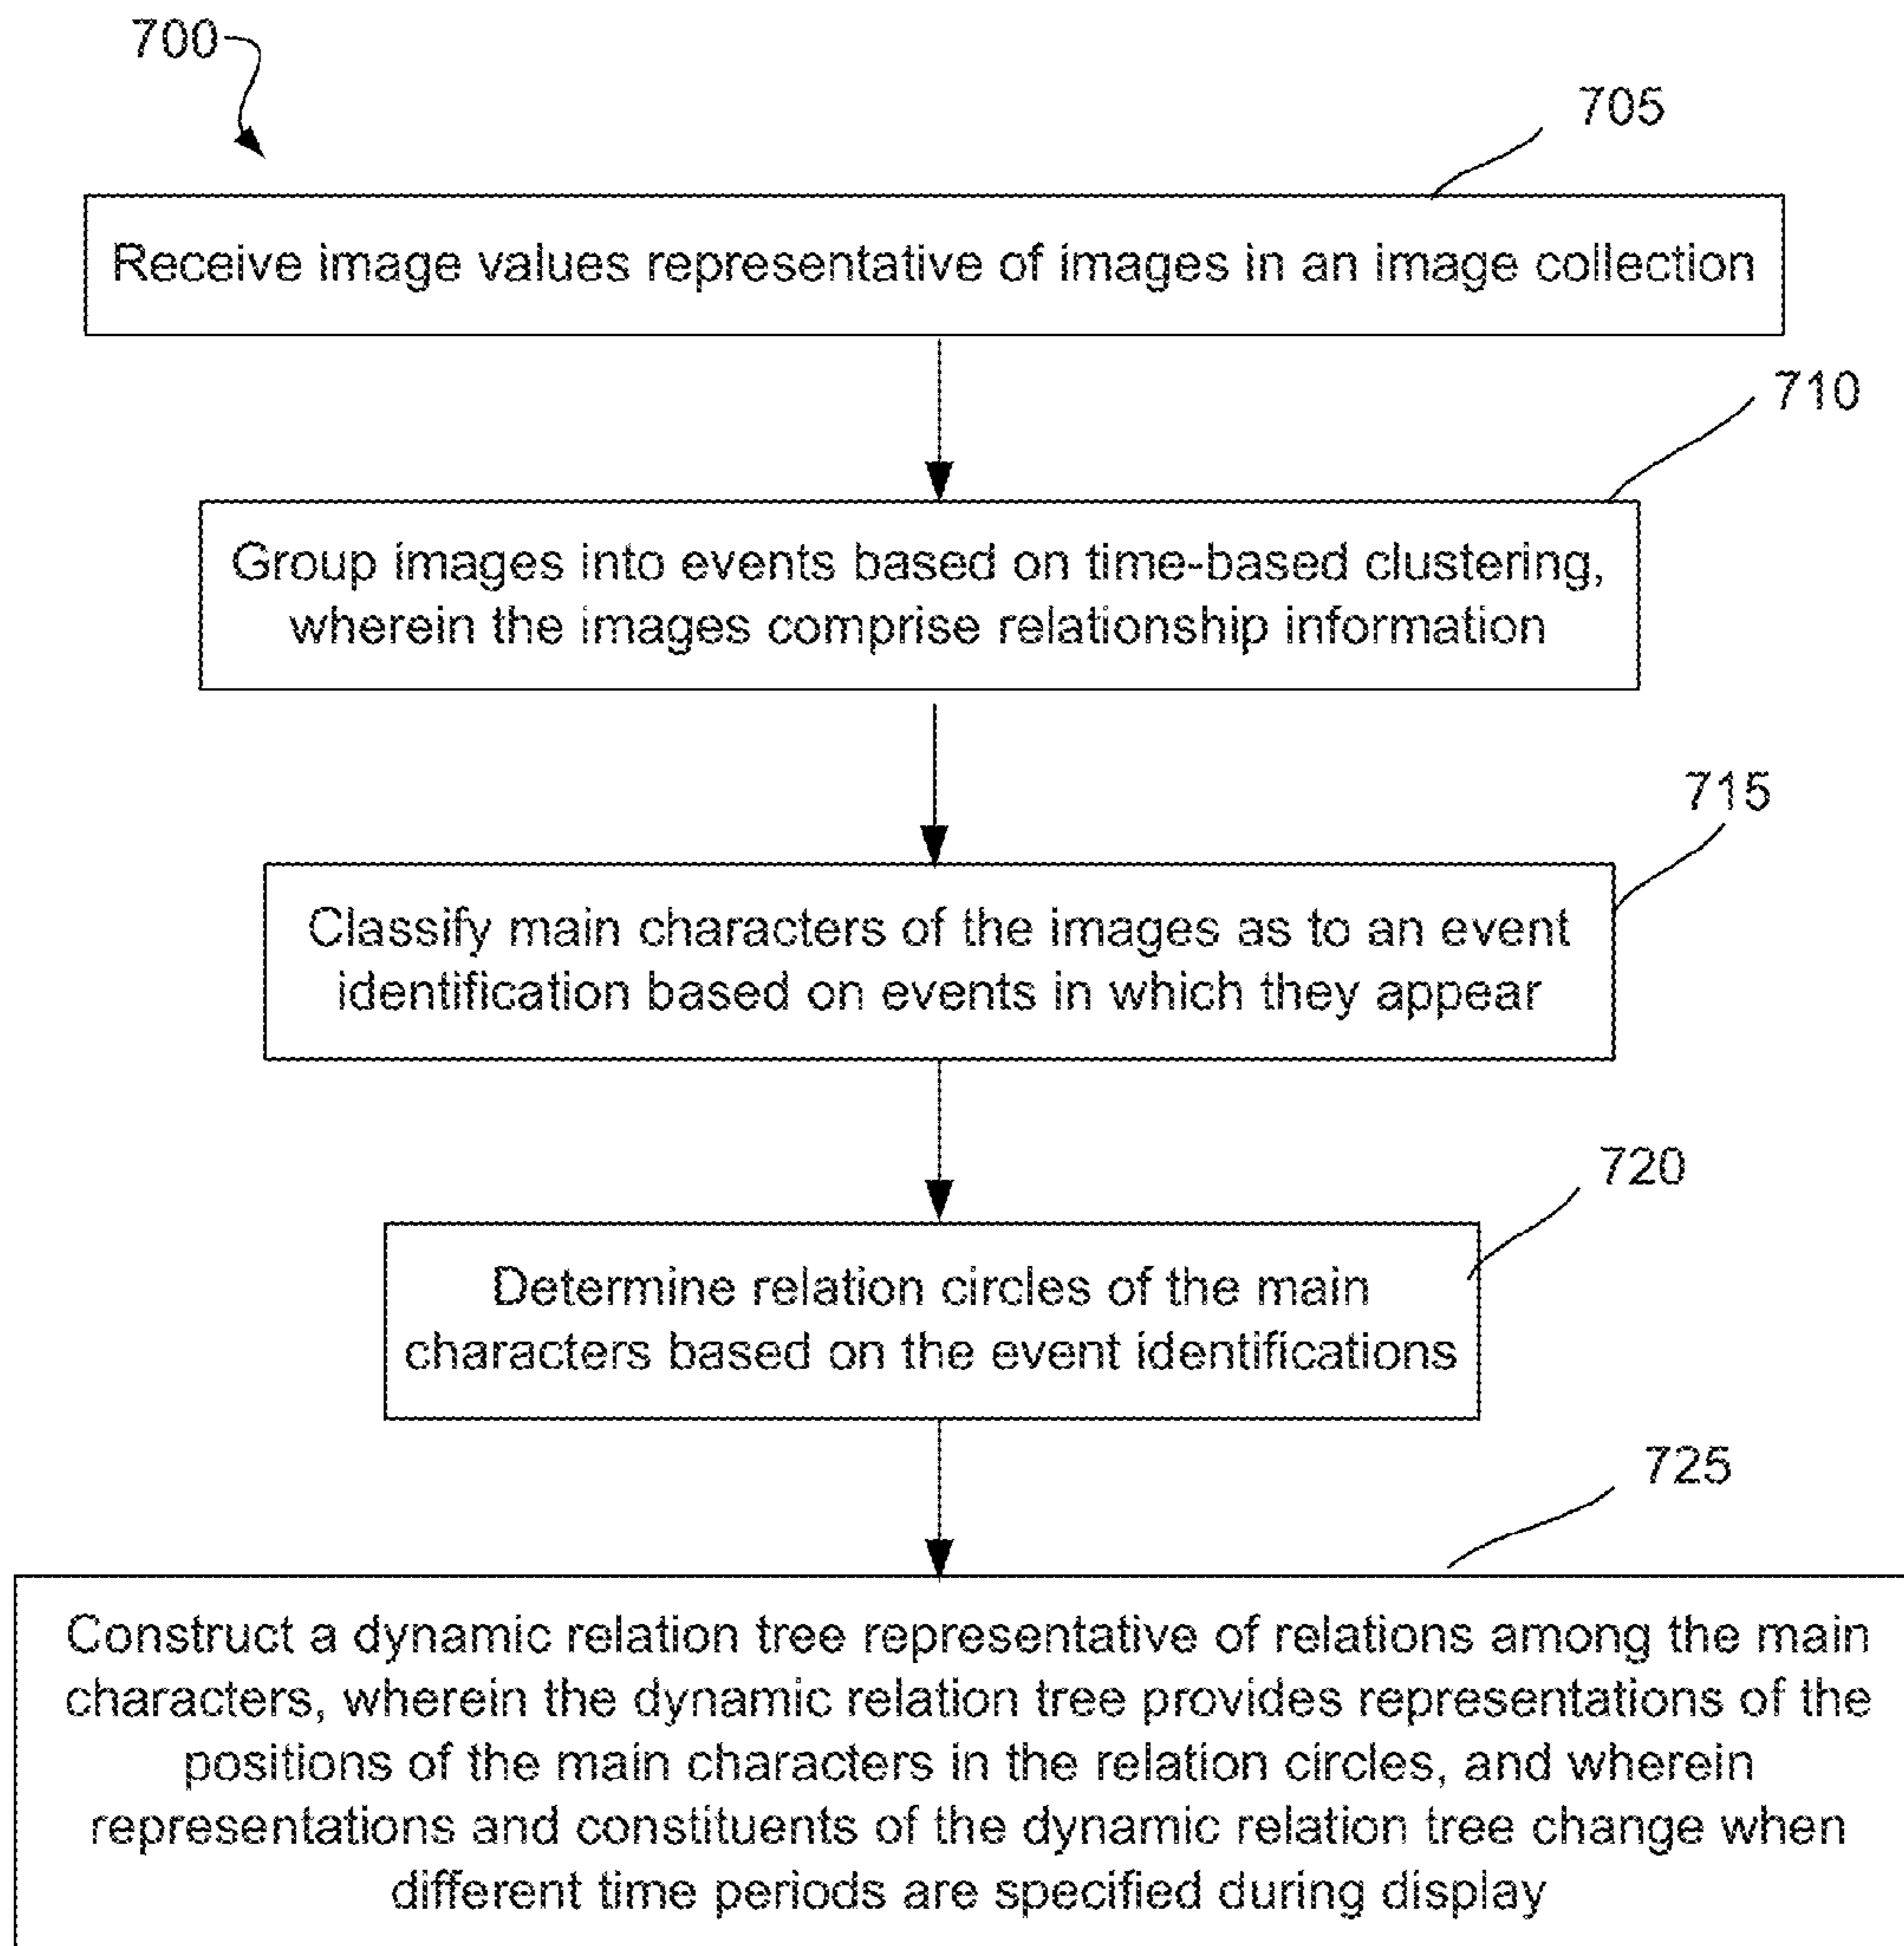 700
705
Receive image values representative of images in an image collection
710
Group images into events based on time-based clustering,
wherein the images comprise relationship information
715
Classify main characters of the images as to an event
identification based on events in which they appear
720
Determine relation circles of the main
characters based on the event identifications
725
Construct a dynamic relation tree representative of relations among the main
characters, wherein the dynamic relation tree provides representations of the
positions of the main characters in the relation circles, and wherein
representations and constituents of the dynamic relation tree change when
different time periods are specified during display